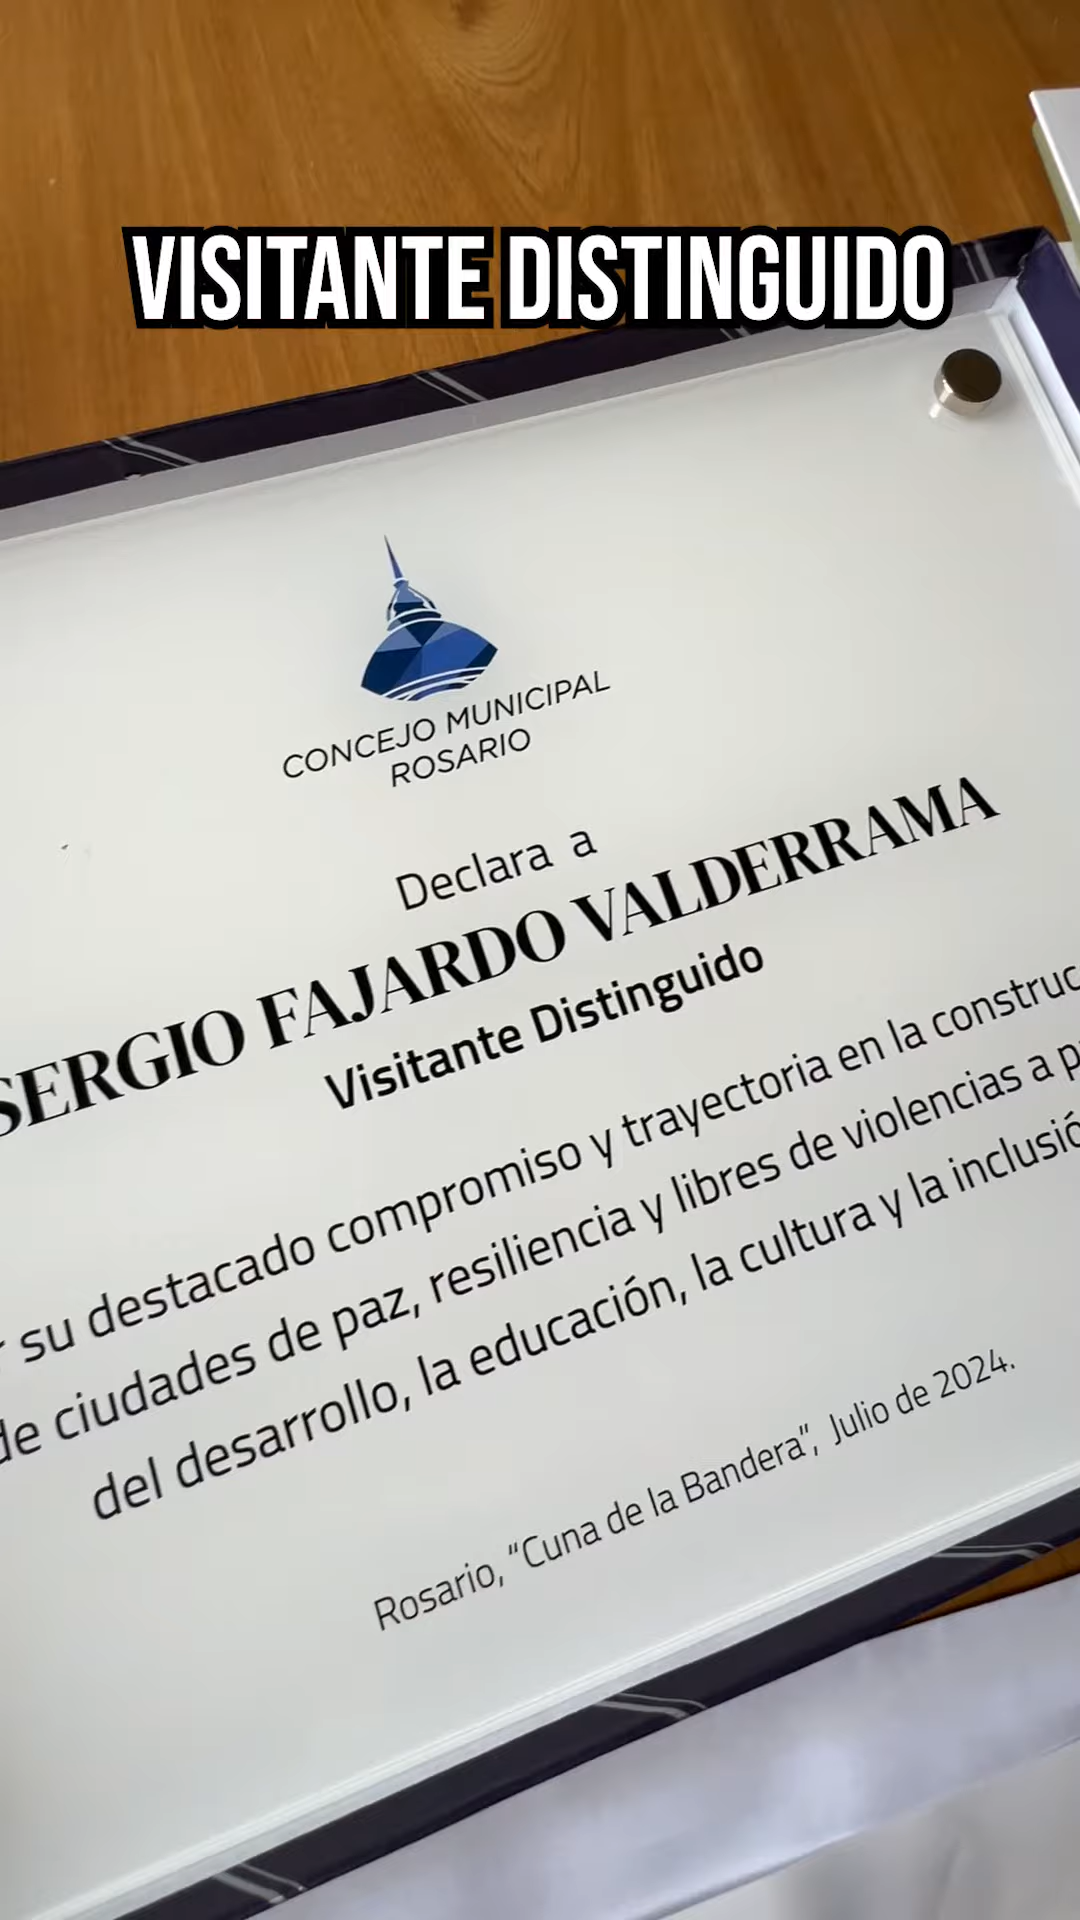 VISITANTE DISTINGUIDO
CONCEJO MUNICIPAL
ROSARIO
Declara a
SERGIO FAJARDO VALDERRAMA
Visitante Distinguido
su destacado compromiso y trayectoria en la construc
de ciudades de paz, resiliencia y libres de violencias a p
del desarrollo, la educación, la cultura y la inclusió
Rosario, “Cuna de la Bandera”, Julio de 2024.